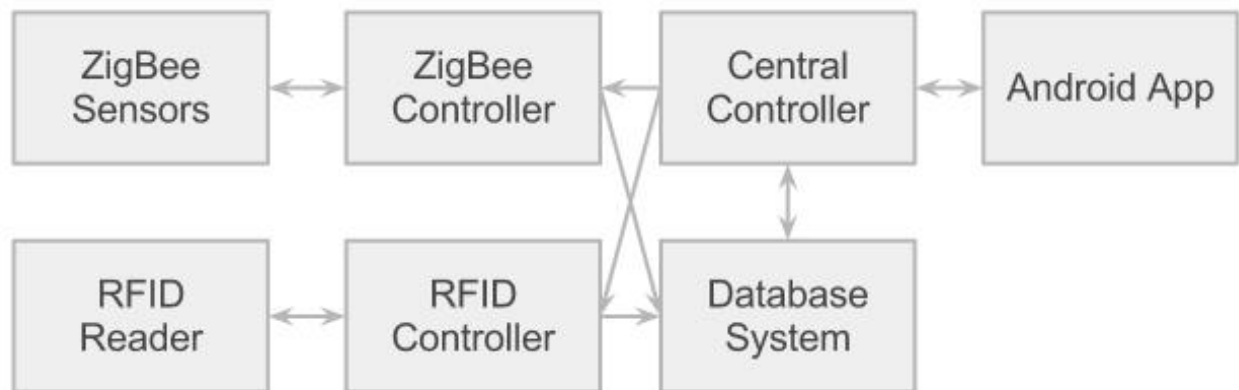 ZigBee
Sensors
ZigBee
Controller
Central
Controller
Android App
RFID
Reader
RFID
Controller
Database
System